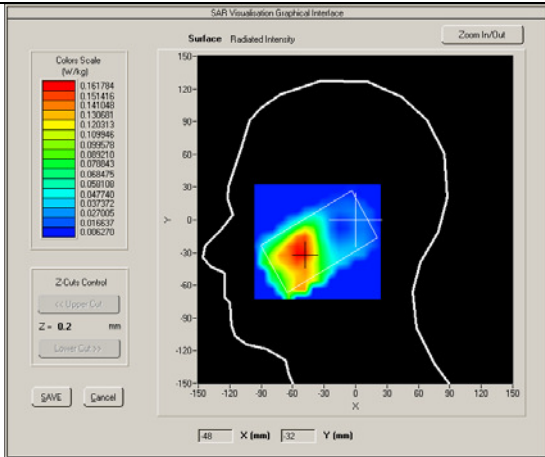 SAR Visualisation Graphical Interface
Surface Radiated Intensity
Zoom In/Out
Colors Scale
(W/kg)
0.161784
0.151416
0.141048
0.130681
0.120313
0.109946
0.099578
0.089210
0.078843
0.068475
0.058108
0.047740
0.037372
0.027005
0.016637
0.006270
Z-Cuts Control
<< Upper Cut
Z = 0.2 mm
Lower Cut >>
SAVE Cancel
150
120
90
60
30
0
-30
-60
-90
-120
-150
Y
-150 -120 -90 -60 -30 0 30 60 90 120 150
X
-48 X (mm) -32 Y (mm)